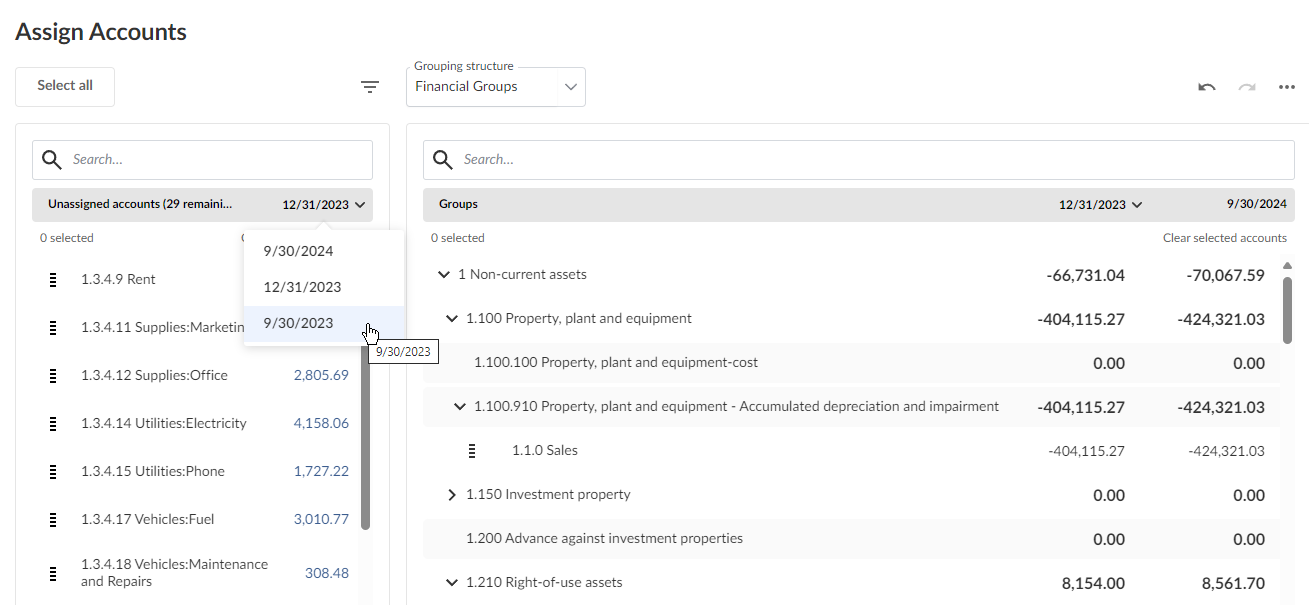 Assign Accounts
Select all
Grouping structure
Financial Groups
Search...
Unassigned accounts (29 remaini... 12/31/2023
0 selected
9/30/2024
12/31/2023
9/30/2023
9/30/2023
1.3.4.9 Rent
1.3.4.11 Supplies:Marketin
1.3.4.12 Supplies:Office 2,805.69
1.3.4.14 Utilities:Electricity 4,158.06
1.3.4.15 Utilities:Phone 1,727.22
1.3.4.17 Vehicles:Fuel 3,010.77
1.3.4.18 Vehicles:Maintenance
and Repairs 308.48
Search...
Groups 12/31/2023 9/30/2024
0 selected Clear selected accounts
1 Non-current assets -66,731.04 -70,067.59
1.100 Property, plant and equipment -404,115.27 -424,321.03
1.100.100 Property, plant and equipment-cost 0.00 0.00
1.100.910 Property, plant and equipment - Accumulated depreciation and impairment -404,115.27 -424,321.03
1.1.0 Sales -404,115.27 -424,321.03
1.150 Investment property 0.00 0.00
1.200 Advance against investment properties 0.00 0.00
1.210 Right-of-use assets 8,154.00 8,561.70